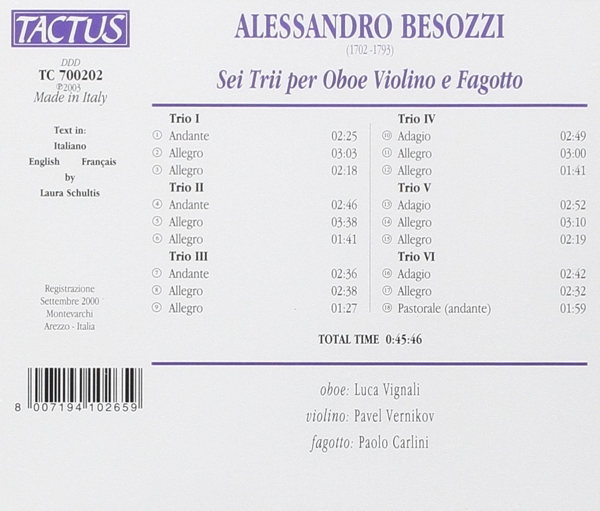 TACTUS
DDD
TC 700202
℗2003
Made in Italy
Text in:
Italiano
English Français
by
Laura Schultis
Registrazione
Settembre 2000
Montevarchi
Arezzo - Italia
8 007194 102659
ALESSANDRO BESOZZI
(1702 -1793)
Sei Trii per Oboe Violino e Fagotto
Trio I
1 Andante 02:25
2 Allegro 03:03
3 Allegro 02:18
Trio II
4 Andante 02:46
5 Allegro 03:38
6 Allegro 01:41
Trio III
7 Andante 02:36
8 Allegro 02:38
9 Allegro 01:27
Trio IV
10 Adagio 02:49
11 Allegro 03:00
12 Allegro 01:41
Trio V
13 Adagio 02:52
14 Allegro 03:10
15 Allegro 02:19
Trio VI
16 Adagio 02:42
17 Allegro 02:32
18 Pastorale (andante) 01:59
TOTAL TIME 0:45:46
oboe: Luca Vignali
violino: Pavel Vernikov
fagotto: Paolo Carlini